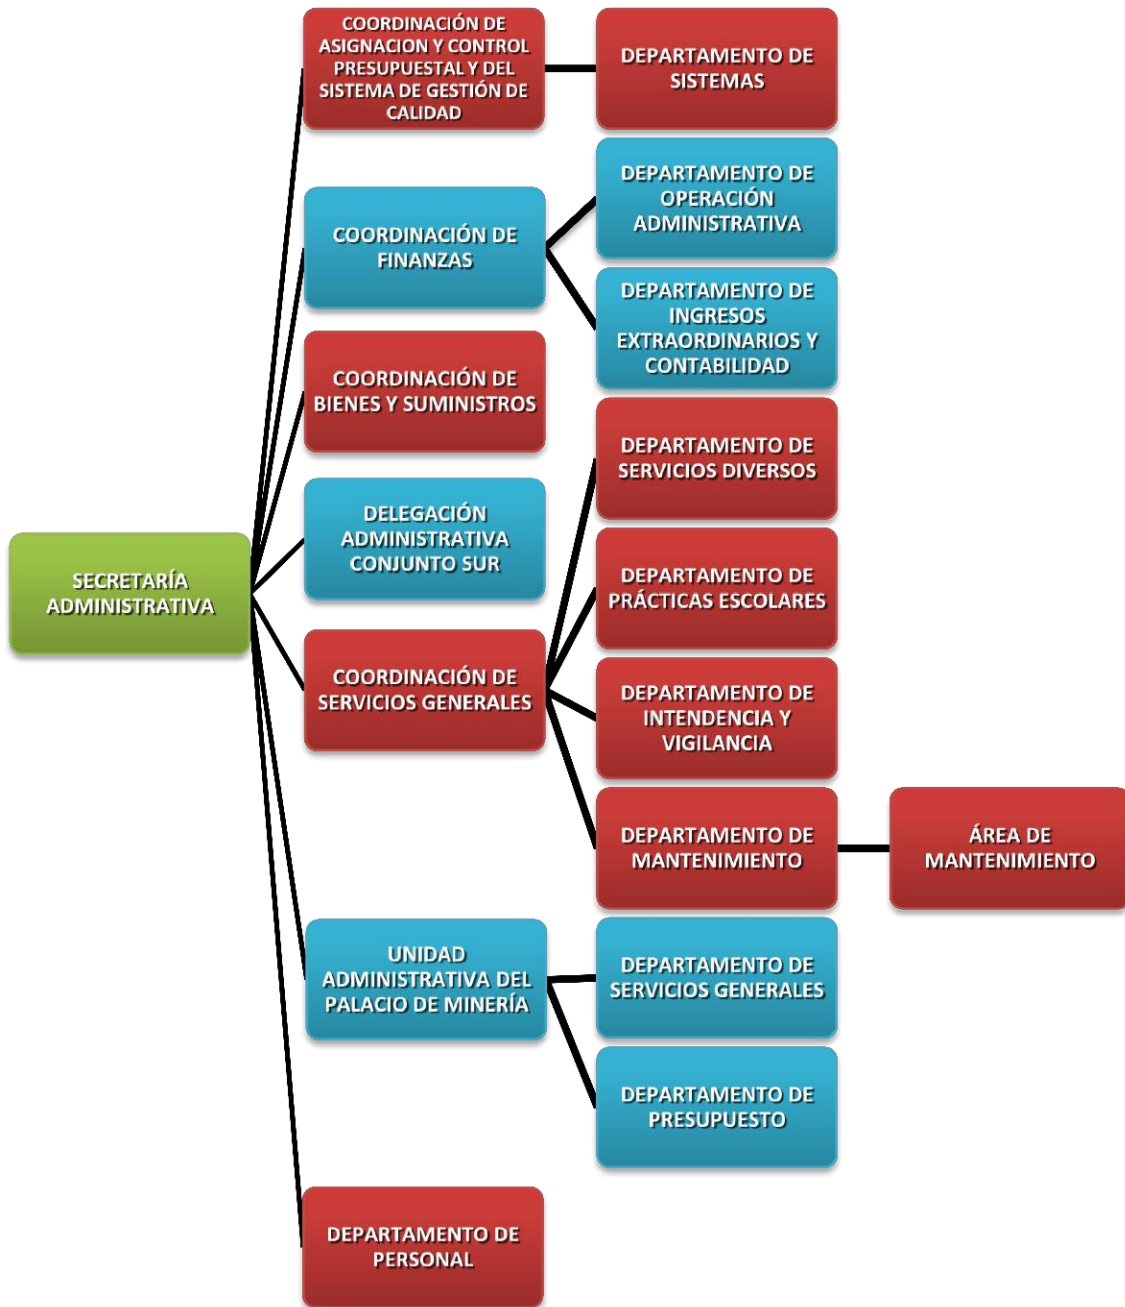 COORDINACIÓN DE
ASIGNACION Y CONTROL
PRESUPUESTAL Y DEL
SISTEMA DE GESTIÓN DE
CALIDAD
DEPARTAMENTO DE
SISTEMAS
COORDINACIÓN DE
FINANZAS
DEPARTAMENTO DE
OPERACIÓN
ADMINISTRATIVA
DEPARTAMENTO DE
INGRESOS
EXTRAORDINARIOS Y
CONTABILIDAD
COORDINACIÓN DE
BIENES Y SUMINISTROS
DELEGACIÓN
ADMINISTRATIVA
CONJUNTO SUR
SECRETARÍA
ADMINISTRATIVA
COORDINACIÓN DE
SERVICIOS GENERALES
DEPARTAMENTO DE
SERVICIOS DIVERSOS
DEPARTAMENTO DE
PRÁCTICAS ESCOLARES
DEPARTAMENTO DE
INTENDENCIA Y
VIGILANCIA
DEPARTAMENTO DE
MANTENIMIENTO
ÁREA DE
MANTENIMIENTO
UNIDAD
ADMINISTRATIVA DEL
PALACIO DE MINERÍA
DEPARTAMENTO DE
SERVICIOS GENERALES
DEPARTAMENTO DE
PRESUPUESTO
DEPARTAMENTO DE
PERSONAL